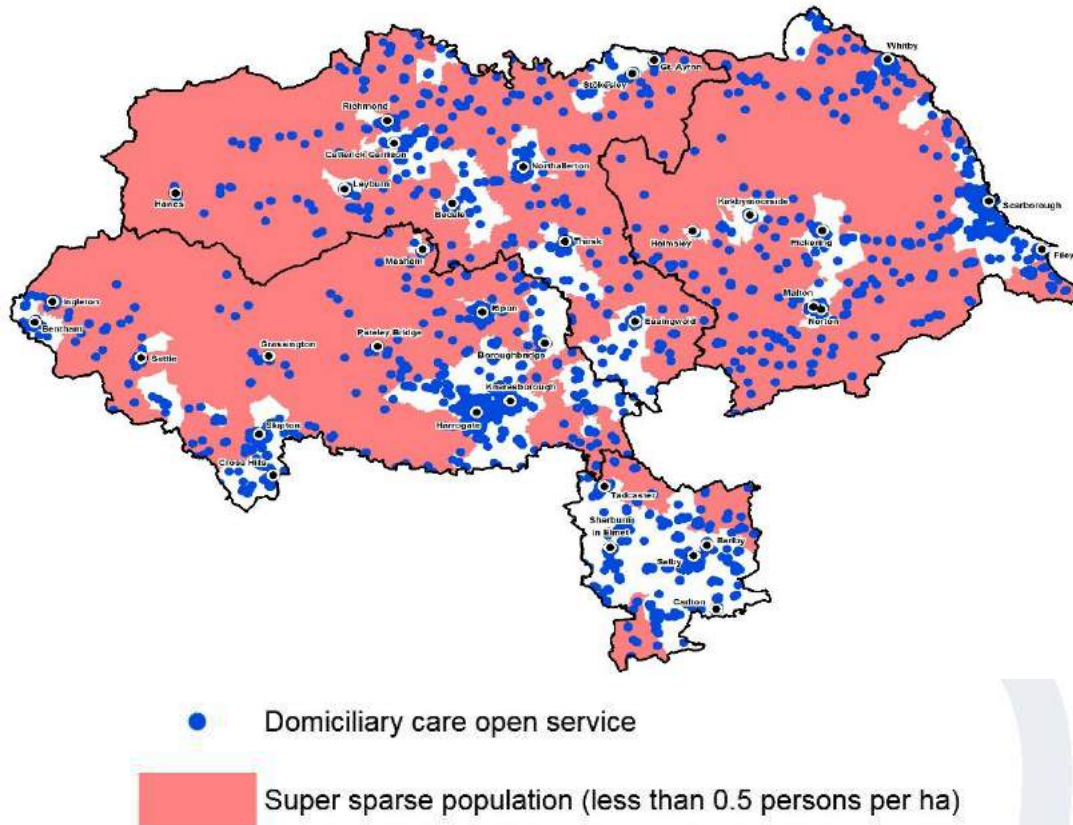 Whitby
Gt. Ayton
Stokesley
Richmond
Catterick Garrison
Northallerton
Leyburn
Hawes
Bedale
Scarborough
Kirkbymoorside
Helmsley
Pickering
Thirsk
Filey
Masham
Ingleton
Malton
Ripon
Norton
Bentham
Easingwold
Pateley Bridge
Grassington
Settle
Boroughbridge
Knaresborough
Harrogate
Skipton
Cross Hills
Tadcaster
Sherburn
in Elmet
Barlby
Selby
Carlton
Domiciliary care open service
Super sparse population (less than 0.5 persons per ha)